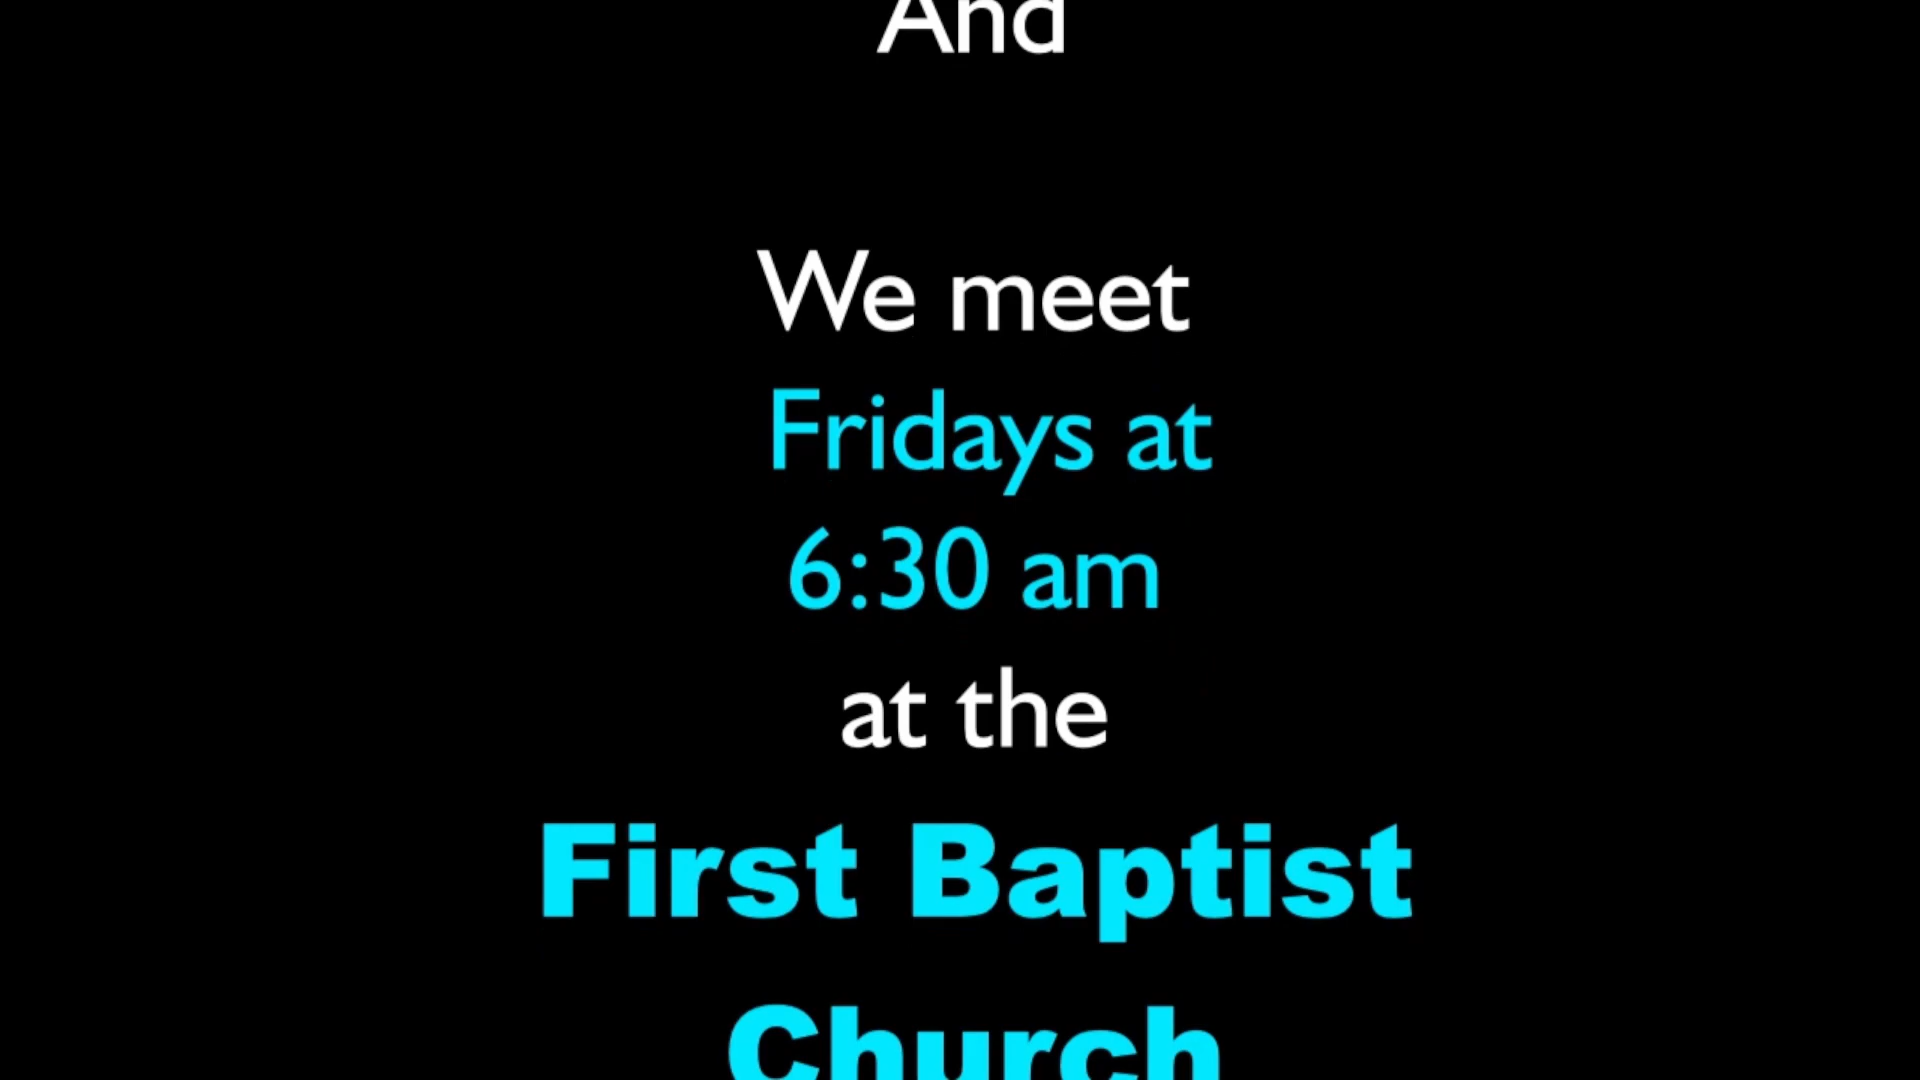 And
We meet
Fridays at
6:30 am
at the
First Baptist
Church